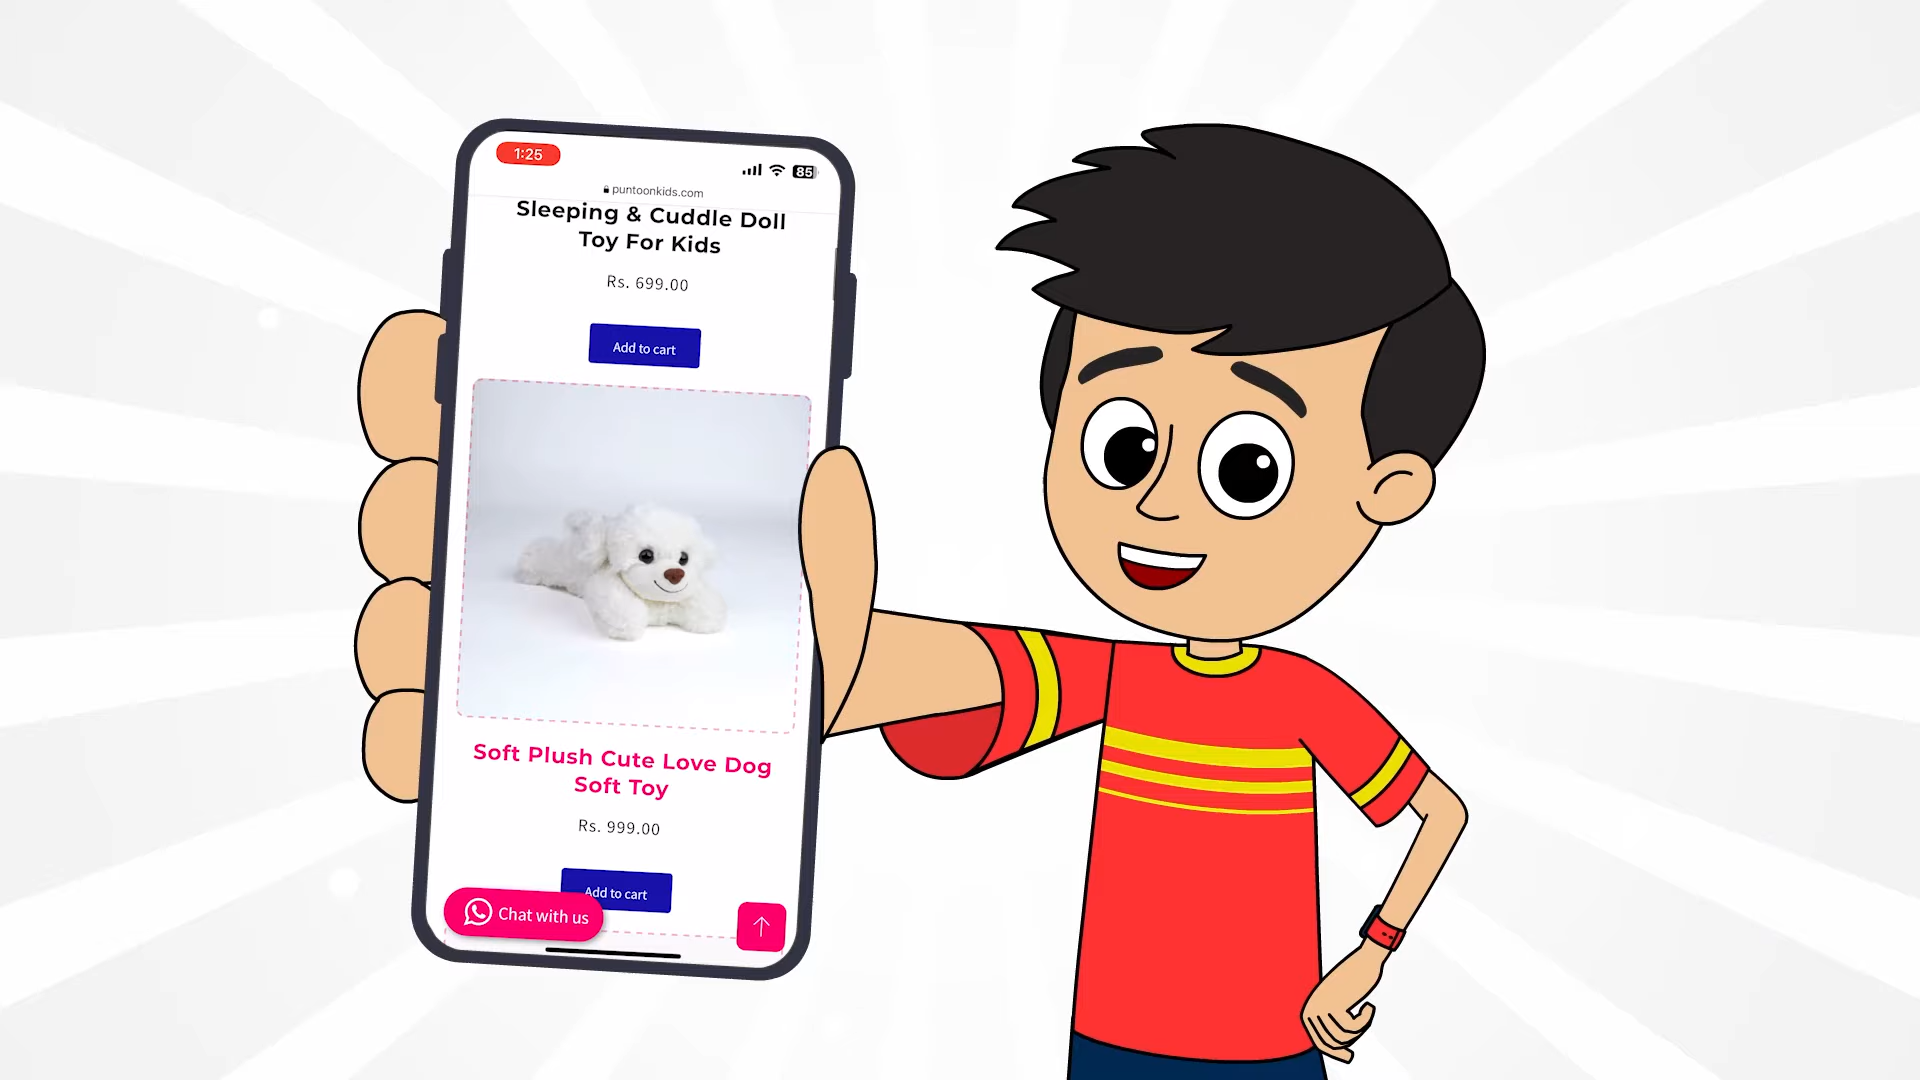 1:25
85
puntoonkids.com
Sleeping & Cuddle Doll
Toy For Kids
Rs. 699.00
Add to cart
Soft Plush Cute Love Dog
Soft Toy
Rs. 999.00
Add to cart
Chat with us